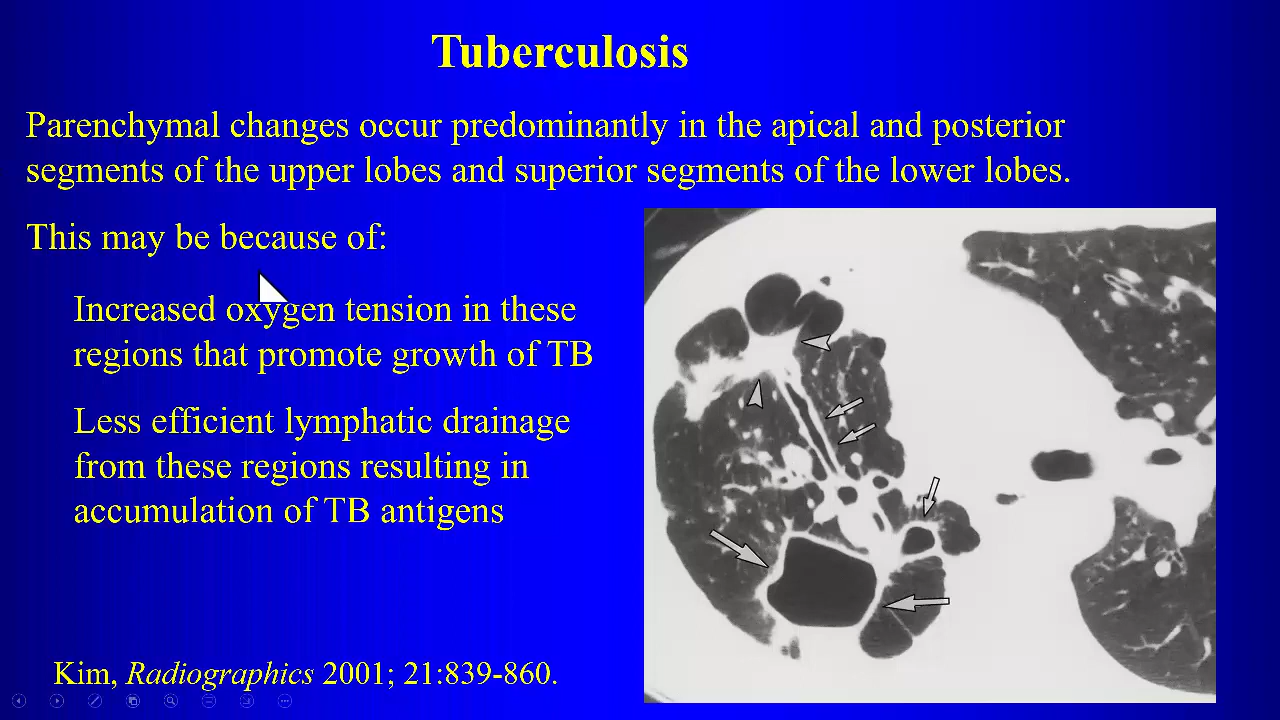 Tuberculosis
Parenchymal changes occur predominantly in the apical and posterior
segments of the upper lobes and superior segments of the lower lobes.
This may be because of:
Increased oxygen tension in these
regions that promote growth of TB
Less efficient lymphatic drainage
from these regions resulting in
accumulation of TB antigens
Kim, Radiographics 2001; 21:839-860.